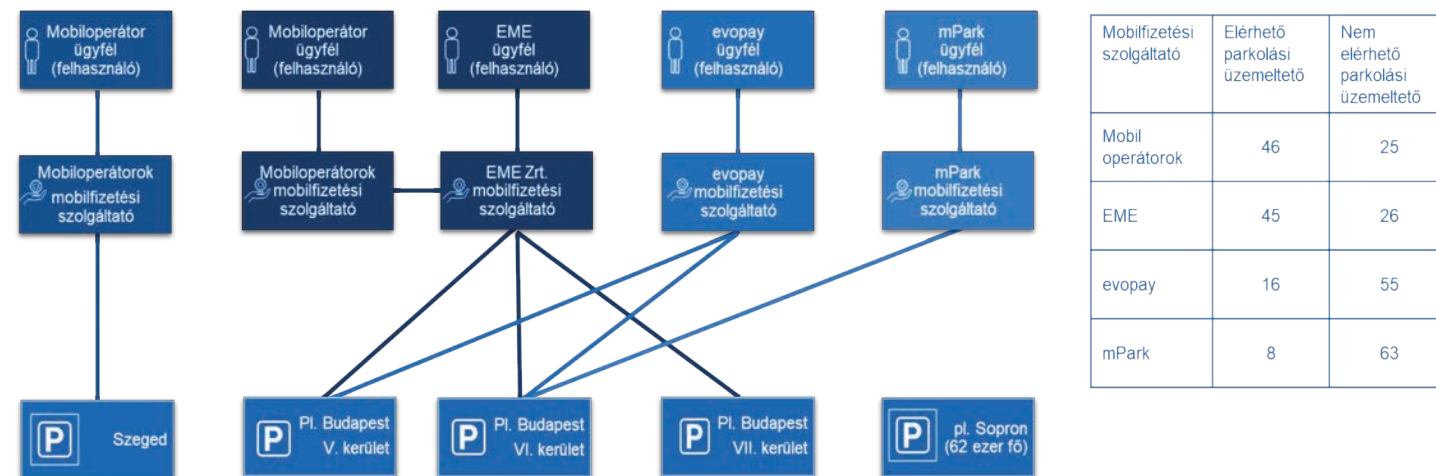 Mobiloperátor
ügyfél
(felhasználó)
Mobiloperátor
ügyfél
(felhasználó)
EME
ügyfél
(felhasználó)
evopay
ügyfél
(felhasználó)
mPark
ügyfél
(felhasználó)
Mobiloperátorok
mobilfizetési
szolgáltató
Mobiloperátorok
mobilfizetési
szolgáltató
EME Zrt.
mobilfizetési
szolgáltató
evopay
mobilfizetési
szolgáltató
mPark
mobilfizetési
szolgáltató
P
Szeged
P
Pl. Budapest
V. kerület
P
Pl. Budapest
VI. kerület
P
Pl. Budapest
VII. kerület
P
pl. Sopron
(62 ezer fő)
Mobilfizetési
szolgáltató
Elérhető
parkolási
üzemeltető
Nem
elérhető
parkolási
üzemeltető
Mobil
operátorok
46
25
EME
45
26
evopay
16
55
mPark
8
63